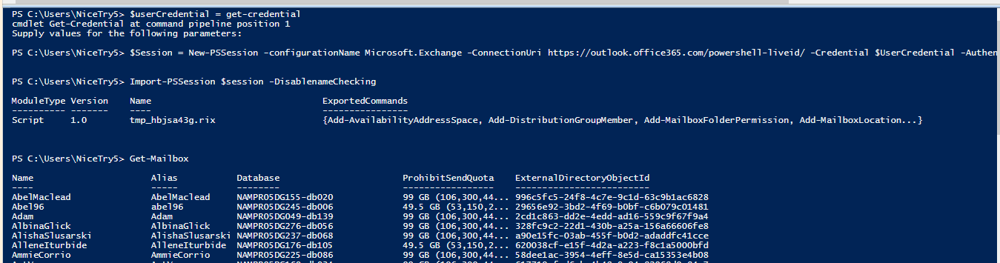 PS C:\Users\NiceTry5> $userCredential = get-credential
cmdlet Get-Credential at command pipeline position 1
Supply values for the following parameters:
PS C:\Users\NiceTry5> $Session = New-PSSession -configurationName Microsoft.Exchange -ConnectionUri https://outlook.office365.com/powershell-liveid/ -Credential $UserCredential -Authen
PS C:\Users\NiceTry5> Import-PSSession $session -DisablenameChecking
ModuleType Version    Name                                ExportedCommands
---------- -------    ----                                ----------------
Script     1.0        tmp_hbjsa43g.rix                    {Add-AvailabilityAddressSpace, Add-DistributionGroupMember, Add-MailboxFolderPermission, Add-MailboxLocation...}
PS C:\Users\NiceTry5> Get-Mailbox
Name                      Alias           Database                       ProhibitSendQuota    ExternalDirectoryObjectId
----                      -----           --------                       -----------------    -------------------------
AbelMaclead               AbelMaclead     NAMPR05DG155-db020             99 GB (106,300,44... 996c5fc5-24f8-4c7e-9c1d-63c9b1ac6828
Abel96                    abel96          NAMPR05DG245-db006             49.5 GB (53,150,2... 29656e92-3bd2-4f69-b0bf-c6b079c01481
Adam                      Adam            NAMPR05DG049-db139             99 GB (106,300,44... 2cd1c863-dd2e-4edd-ad16-559c9f67f9a4
AlbinaGlick               AlbinaGlick     NAMPR05DG276-db056             99 GB (106,300,44... 328fc9c2-22d1-430b-a25a-156a66606fe8
AlishaSlusarski           AlishaSlusarski NAMPR05DG237-db068             99 GB (106,300,44... a90e15fc-03ab-455f-b0d2-adaddfc41cce
AlleneIturbide            AlleneIturbide  NAMPR05DG176-db105             49.5 GB (53,150,2... 620038cf-e15f-4d2a-a223-f8c1a5000bfd
AmmieCorrio               AmmieCorrio     NAMPR05DG225-db086             99 GB (106,300,44... 58dee1ac-3954-4eff-8e5d-ca15353e4b08